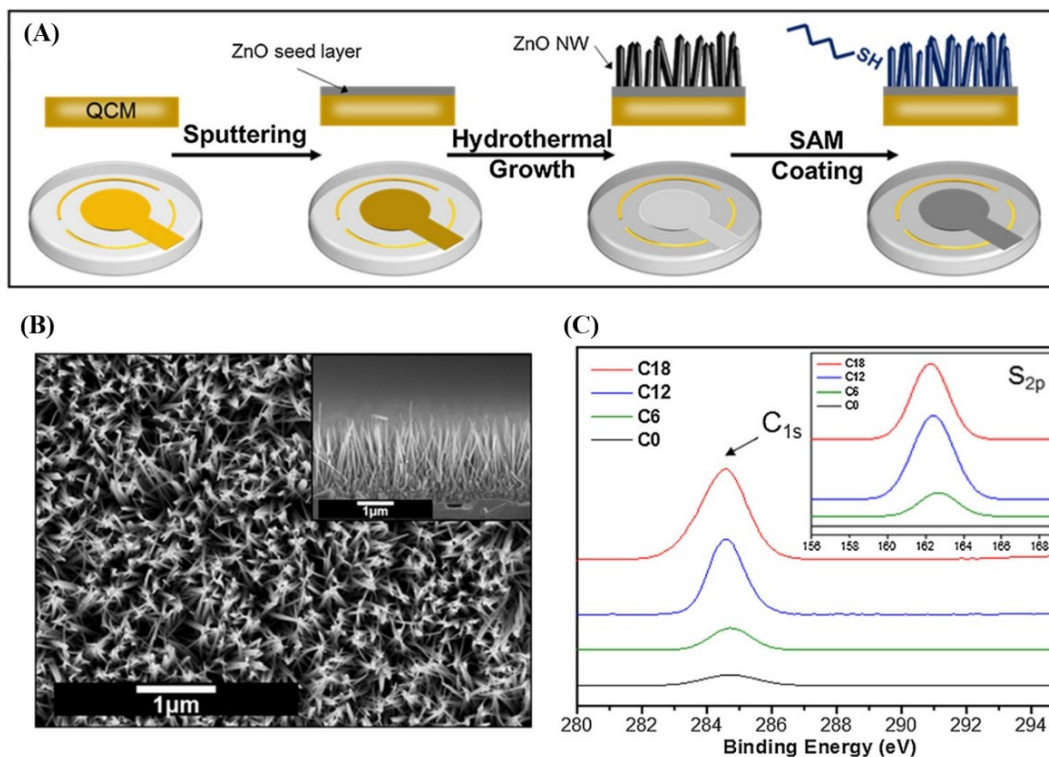 (A)
ZnO seed layer
ZnO NW
SH
QCM
Sputtering
Hydrothermal
Growth
SAM
Coating
(B)
1μm
1μm
(C)
C18
C12
C6
C0
C1s
C18
C12
C6
C0
S2p
156 158 160 162 164 166 168
280 282 284 286 288 290 292 294
Binding Energy (eV)